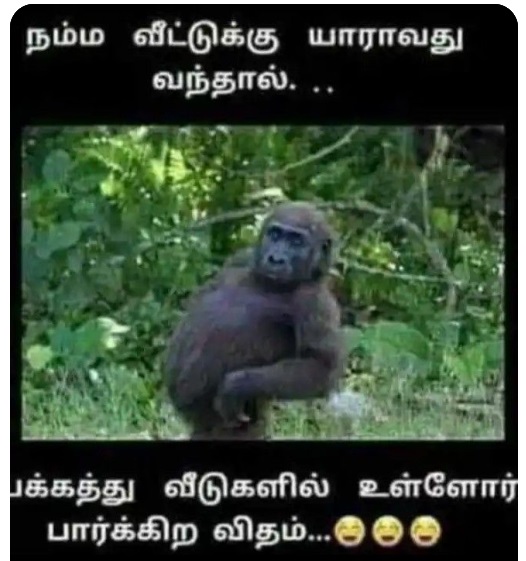 நம்ம வீட்டுக்கு யாராவது
வந்தால். ..
பக்கத்து வீடுகளில் உள்ளோர்
பார்க்கிற விதம்...😄😄😄